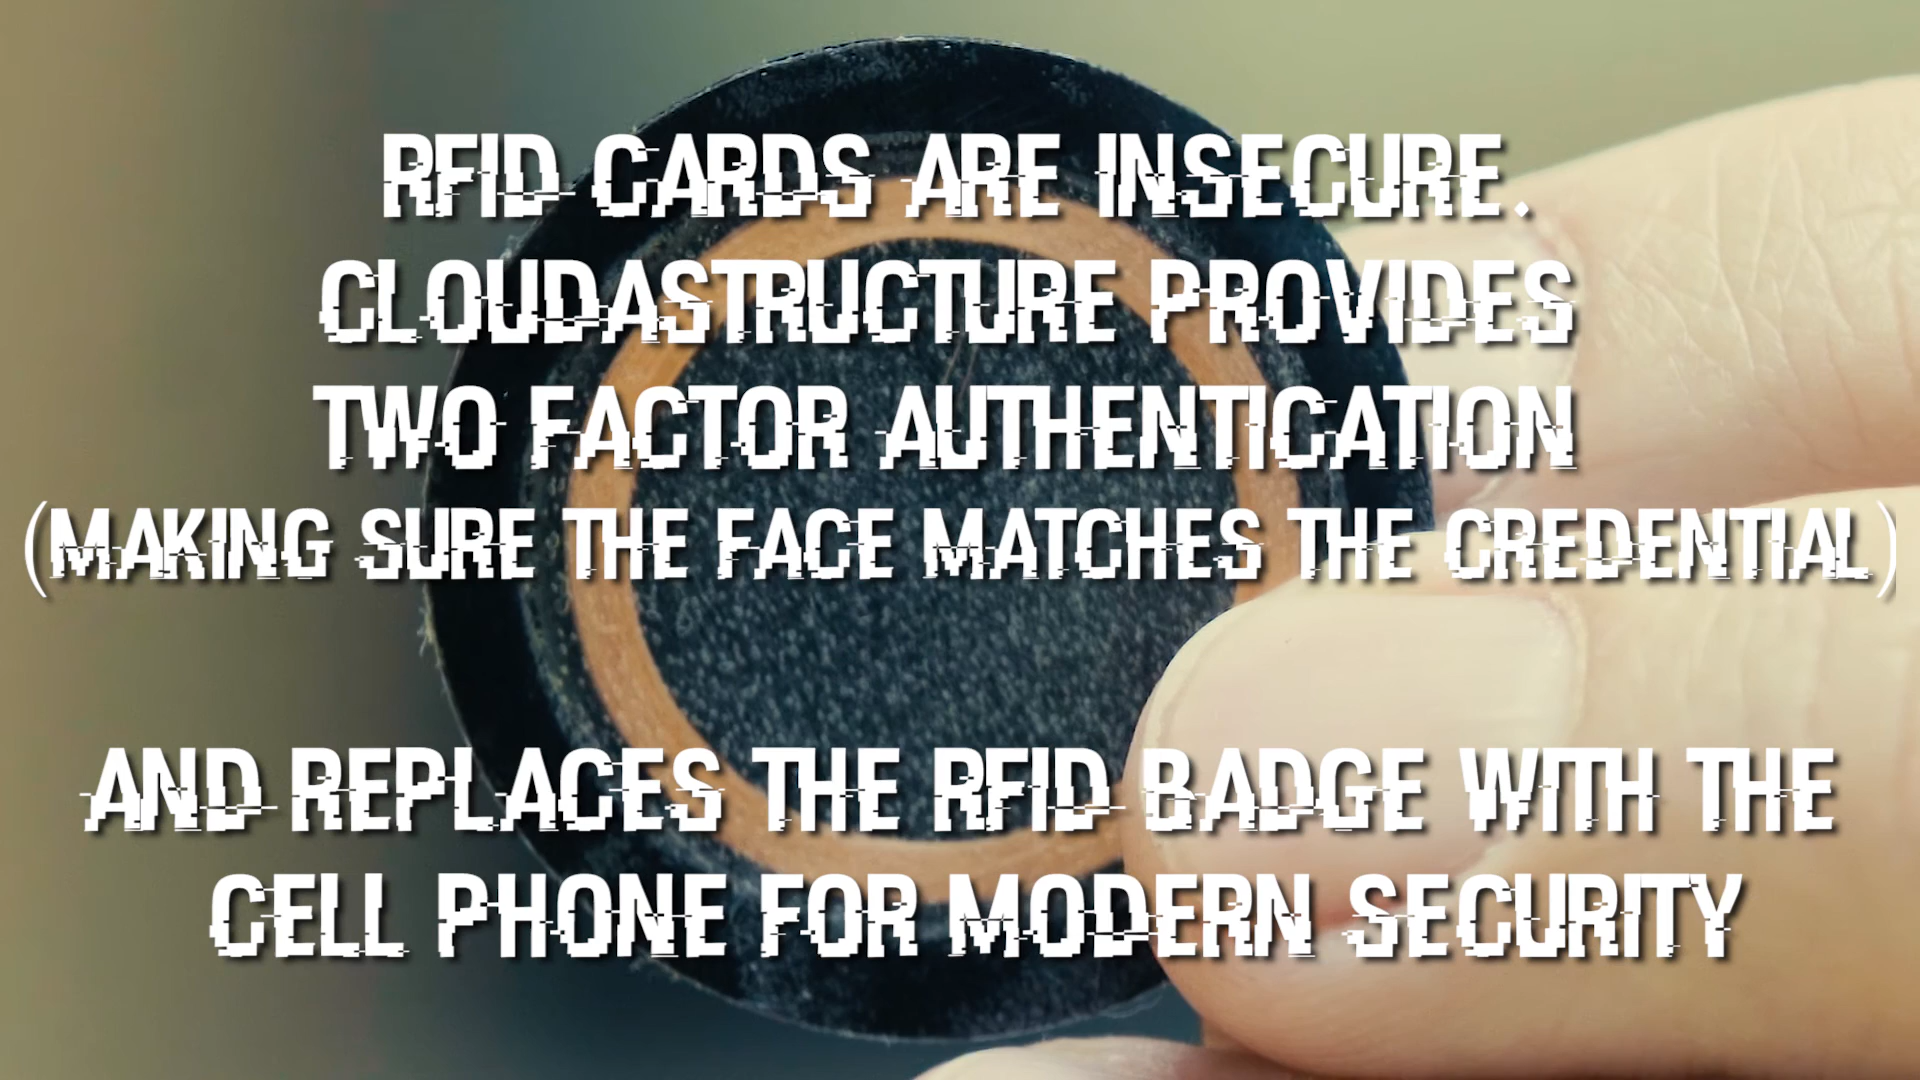 RFID CARDS ARE INSECURE.
CLOUDASTRUCTURE PROVIDES
TWO FACTOR AUTHENTICATION
(MAKING SURE THE FACE MATCHES THE CREDENTIAL)
AND REPLACES THE RFID BADGE WITH THE
CELL PHONE FOR MODERN SECURITY